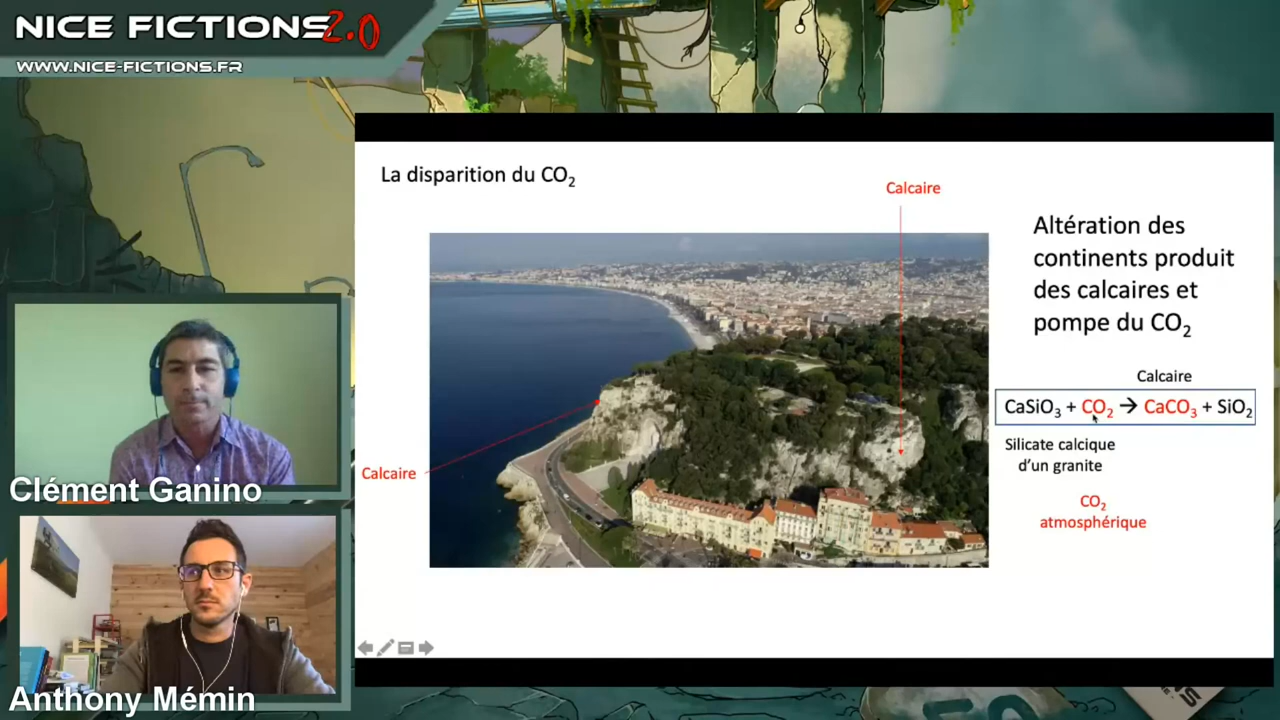 NICE FICTIONS 2.0
WWW.NICE-FICTIONS.FR
La disparition du CO₂
Calcaire
Calcaire
Altération des
continents produit
des calcaires et
pompe du CO₂
Calcaire
CaSiO₃ + CO₂ → CaCO₃ + SiO₂
Silicate calcique
d’un granite
CO₂
atmosphérique
Clément Ganino
Anthony Mémin